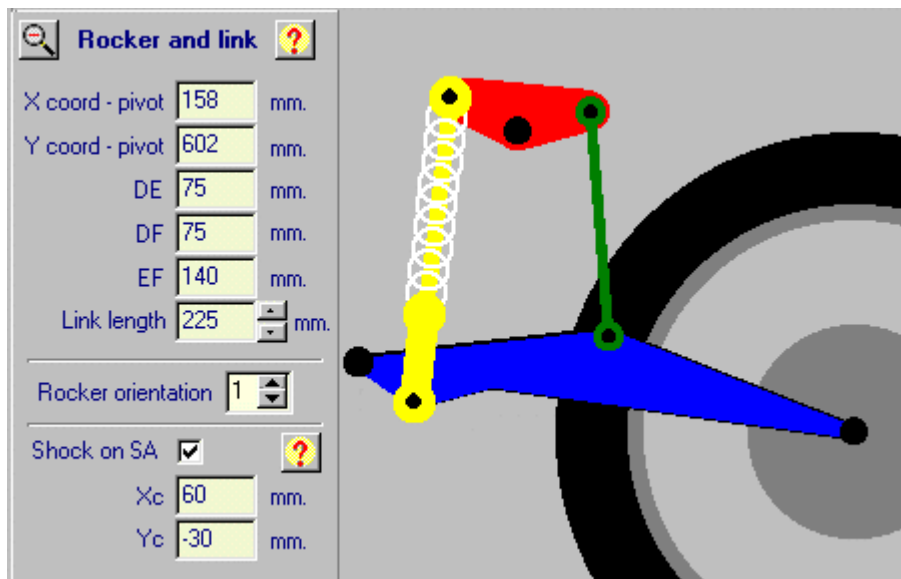 Rocker and link ?
X coord - pivot 158 mm.
Y coord - pivot 602 mm.
DE 75 mm.
DF 75 mm.
EF 140 mm.
Link length 225 mm.
Rocker orientation 1
Shock on SA ?
Xc 60 mm.
Yc -30 mm.